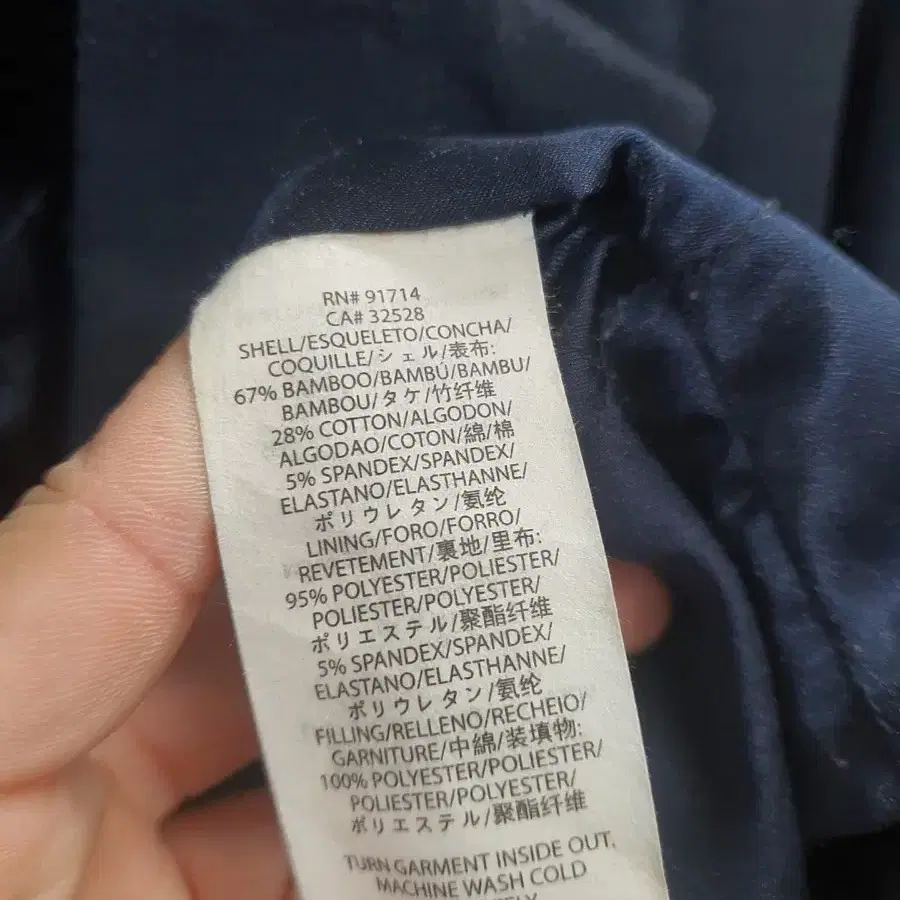 RN# 91714
CA# 32528
SHELL/ESQUELETO/CONCHA/
COQUILLE/シェル/表布:
67% BAMBOO/BAMBÚ/BAMBU/
BAMBOU/タケ/竹纤维
28% COTTON/ALGODON/
ALGODAO/COTON/綿/棉
5% SPANDEX/SPANDEX/
ELASTANO/ELASTHANNE/
ポリウレタン/氨纶
LINING/FORO/FORRO/
REVETEMENT/裏地/里布:
95% POLYESTER/POLIESTER/
POLIESTER/POLYESTER/
ポリエステル/聚酯纤维
5% SPANDEX/SPANDEX/
ELASTANO/ELASTHANNE/
ポリウレタン/氨纶
FILLING/RELLENO/RECHEIO/
GARNITURE/中綿/装填物:
100% POLYESTER/POLIESTER/
POLIESTER/POLYESTER/
ポリエステル/聚酯纤维
TURN GARMENT INSIDE OUT,
MACHINE WASH COLD